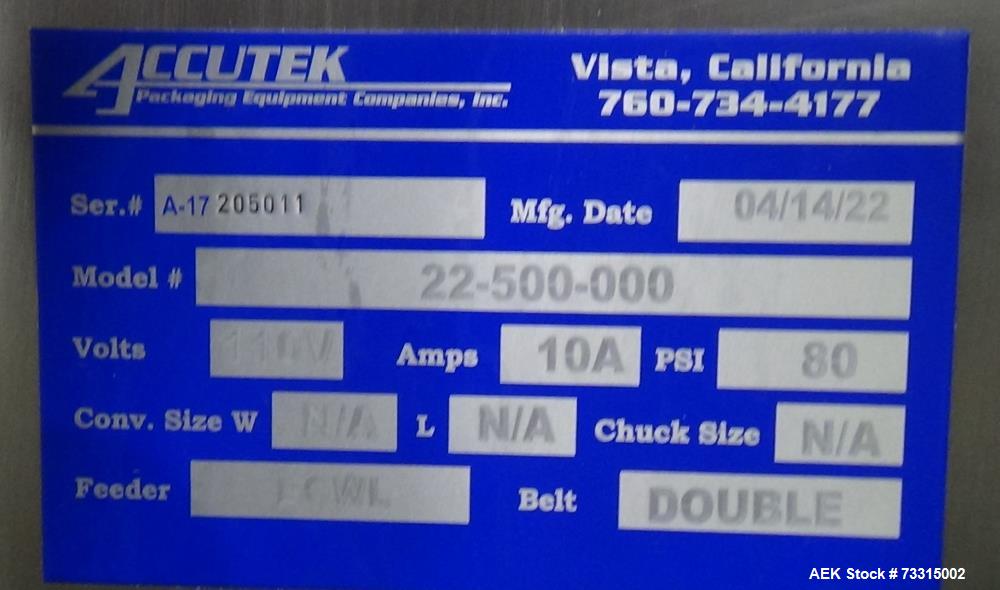 ACCUTEK
Packaging Equipment Companies, Inc.
Vista, California
760-734-4177
Ser.# A-17 205011 Mfg. Date 04/14/22
Model # 22-500-000
Volts 110V Amps 10A PSI 80
Conv. Size W N/A L N/A Chuck Size N/A
Feeder Belt DOUBLE
AEK Stock # 73315002